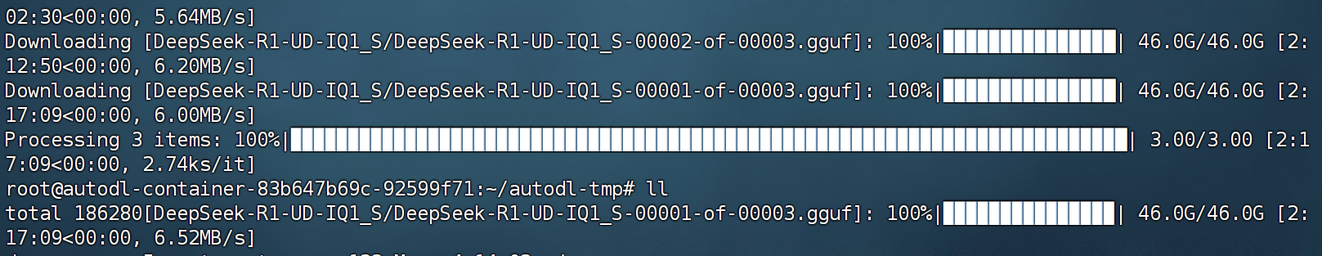 02:30<00:00, 5.64MB/s]
Downloading [DeepSeek-R1-UD-IQ1_S/DeepSeek-R1-UD-IQ1_S-00002-of-00003.gguf]: 100%|███████████████| 46.0G/46.0G [2:
12:50<00:00, 6.20MB/s]
Downloading [DeepSeek-R1-UD-IQ1_S/DeepSeek-R1-UD-IQ1_S-00001-of-00003.gguf]: 100%|███████████████| 46.0G/46.0G [2:
17:09<00:00, 6.00MB/s]
Processing 3 items: 100%|█████████████████████████████████████████████████████████████████████████| 3.00/3.00 [2:1
7:09<00:00, 2.74ks/it]
root@autodl-container-83b647b69c-92599f71:~/autodl-tmp# ll
total 186280[DeepSeek-R1-UD-IQ1_S/DeepSeek-R1-UD-IQ1_S-00001-of-00003.gguf]: 100%|███████████████| 46.0G/46.0G [2:
17:09<00:00, 6.52MB/s]